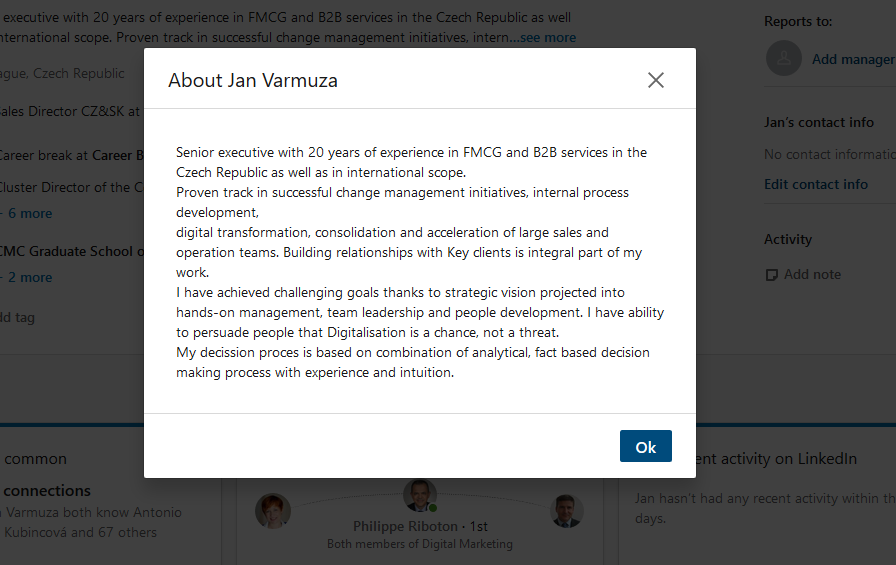 executive with 20 years of experience in FMCG and B2B services in the Czech Republic as well
nternational scope. Proven track in successful change management initiatives, intern...see more
ague, Czech Republic
ales Director CZ&SK at
Career break at Career B
Cluster Director of the C
+ 6 more
CMC Graduate School o
+ 2 more
dd tag
Reports to:
Add manager
Jan's contact info
No contact informatio
Edit contact info
Activity
Add note
About Jan Varmuza
Senior executive with 20 years of experience in FMCG and B2B services in the
Czech Republic as well as in international scope.
Proven track in successful change management initiatives, internal process
development,
digital transformation, consolidation and acceleration of large sales and
operation teams. Building relationships with Key clients is integral part of my
work.
I have achieved challenging goals thanks to strategic vision projected into
hands-on management, team leadership and people development. I have ability
to persuade people that Digitalisation is a chance, not a threat.
My decission proces is based on combination of analytical, fact based decision
making process with experience and intuition.
Ok
common
connections
Varmuza both know Antonio
Kubincová and 67 others
Philippe Riboton · 1st
Both members of Digital Marketing
ent activity on LinkedIn
Jan hasn't had any recent activity within th
days.